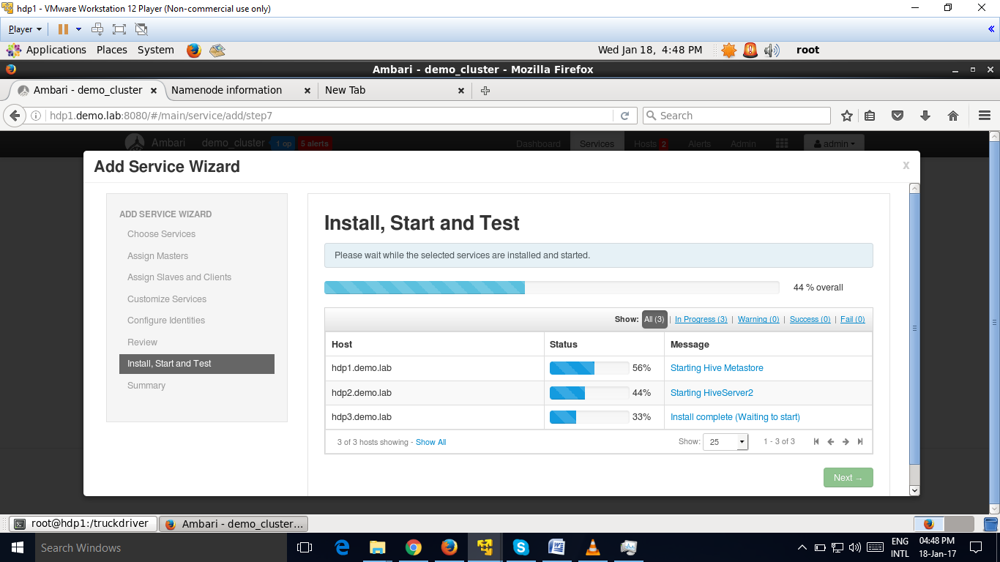 hdp1 - VMware Workstation 12 Player (Non-commercial use only)
Player
Applications Places System Wed Jan 18, 4:48 PM root
Ambari - demo_cluster - Mozilla Firefox
Ambari - demo_cluster Namenode information New Tab
hdp1.demo.lab:8080/#/main/service/add/step7 Search
Ambari demo_cluster 1 op 5 alerts Dashboard Services Hosts 2 Alerts Admin admin
Add Service Wizard x
ADD SERVICE WIZARD
Choose Services
Assign Masters
Assign Slaves and Clients
Customize Services
Configure Identities
Review
Install, Start and Test
Summary
Install, Start and Test
Please wait while the selected services are installed and started.
44 % overall
Show: All (3) | In Progress (3) | Warning (0) | Success (0) | Fail (0)
Host Status Message
hdp1.demo.lab 56% Starting Hive Metastore
hdp2.demo.lab 44% Starting HiveServer2
hdp3.demo.lab 33% Install complete (Waiting to start)
3 of 3 hosts showing - Show All Show: 25 1 - 3 of 3
Next →
root@hdp1:/truckdriver Ambari - demo_cluster...
Search Windows ENG 04:48 PM
INTL 18-Jan-17